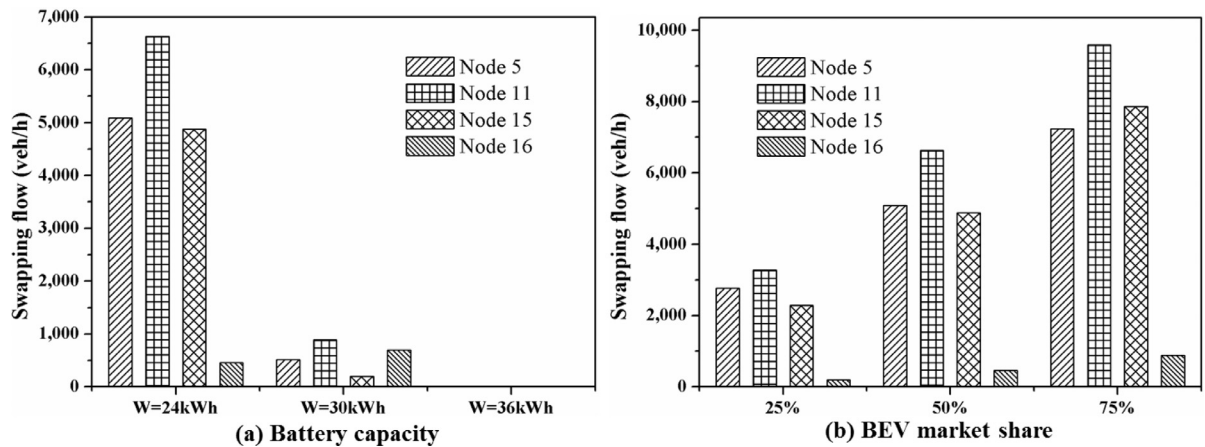 Swapping flow (veh/h)
7,000
6,000
5,000
4,000
3,000
2,000
1,000
0
Node 5
Node 11
Node 15
Node 16
W=24kWh W=30kWh W=36kWh
(a) Battery capacity
Swapping flow (veh/h)
10,000
8,000
6,000
4,000
2,000
0
Node 5
Node 11
Node 15
Node 16
25% 50% 75%
(b) BEV market share